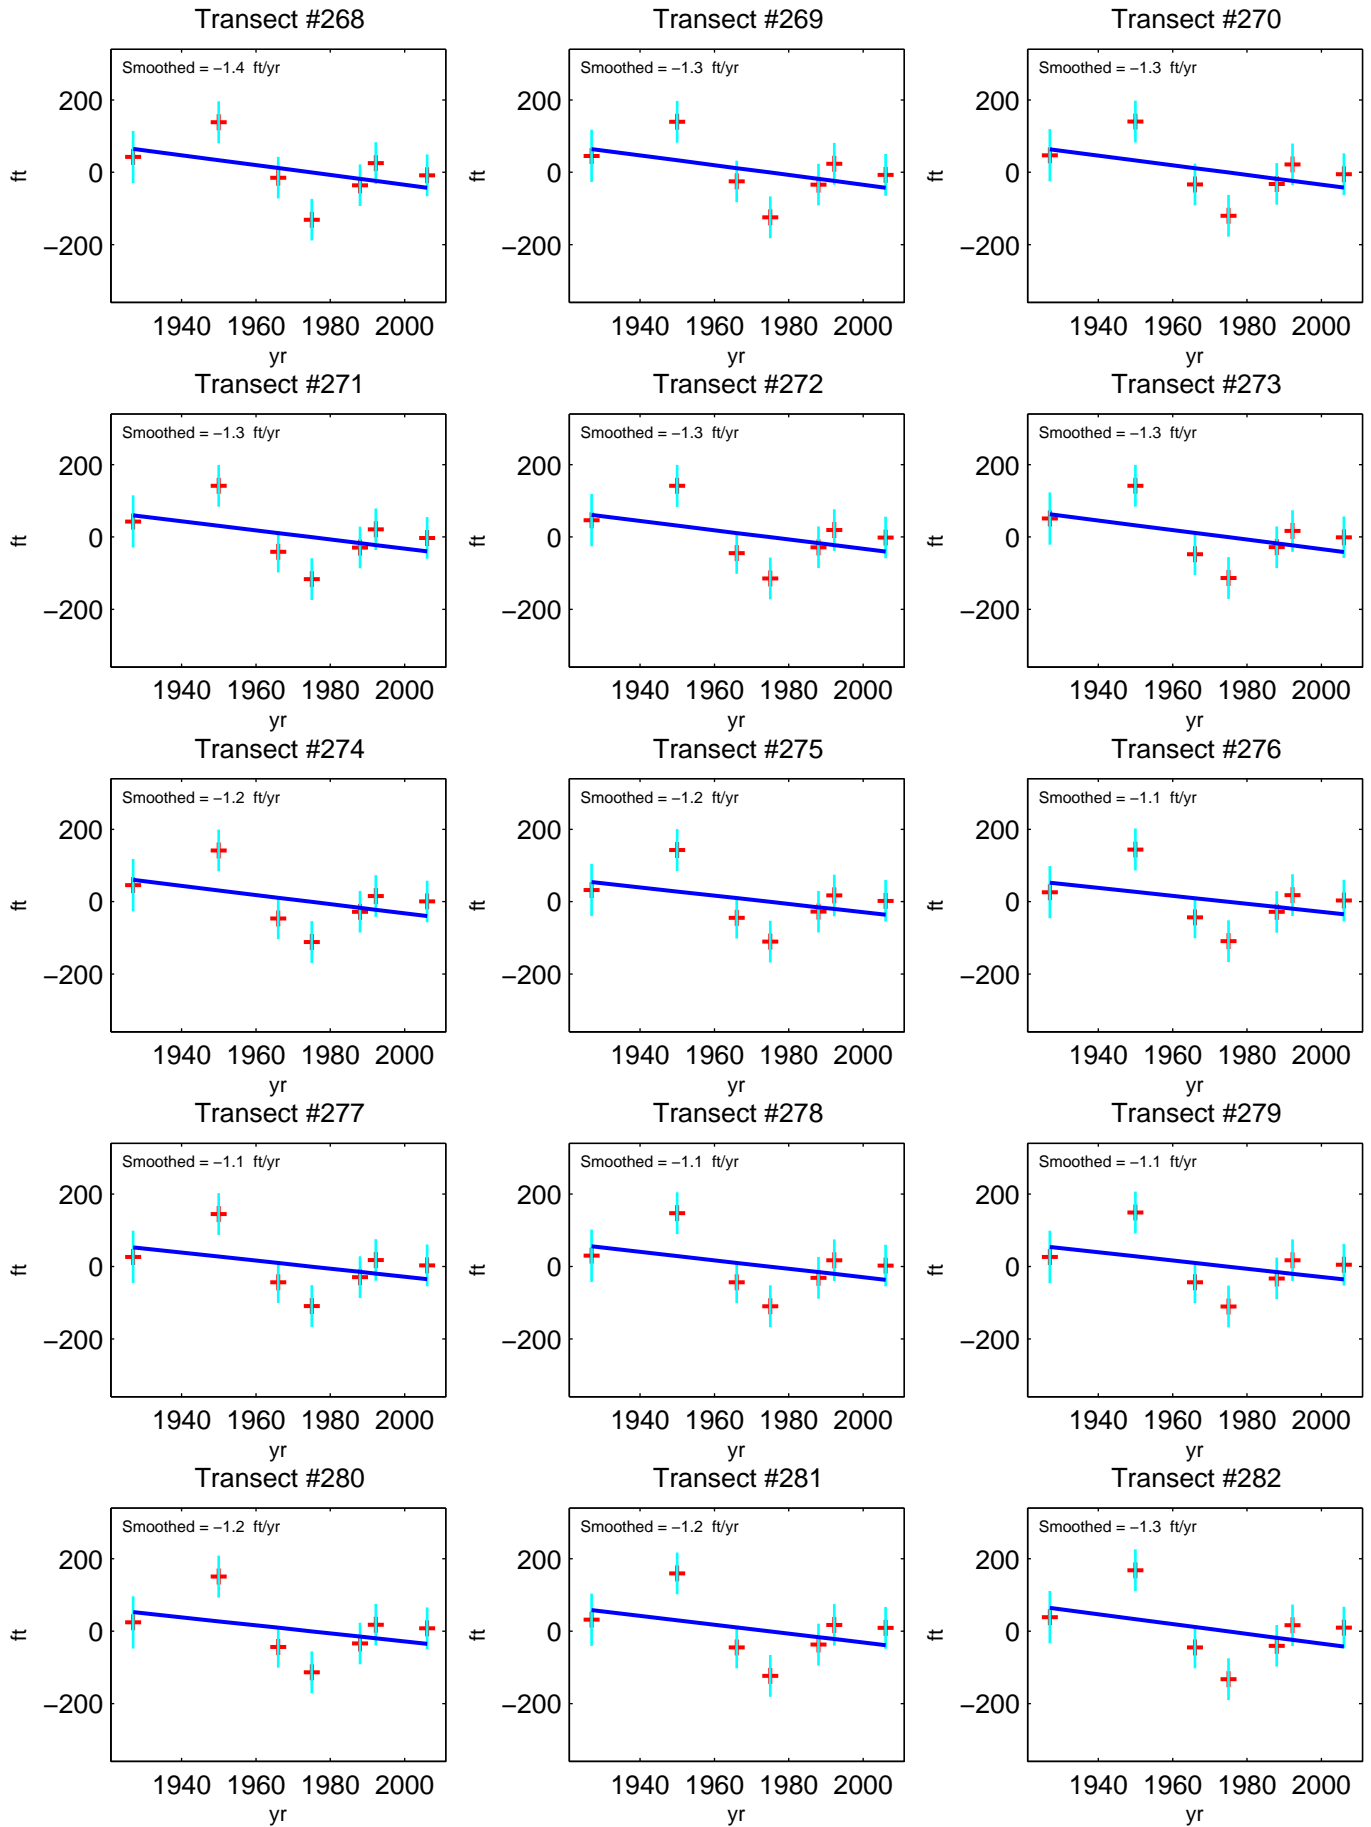 Transect #268
Transect #269
Transect #270
Smoothed = −1.4 ft/yr
Smoothed = −1.3 ft/yr
Smoothed = −1.3 ft/yr
200
0
−200
ft
1940 1960 1980 2000
yr
200
0
−200
ft
1940 1960 1980 2000
yr
200
0
−200
ft
1940 1960 1980 2000
yr
Transect #271
Transect #272
Transect #273
Smoothed = −1.3 ft/yr
Smoothed = −1.3 ft/yr
Smoothed = −1.3 ft/yr
200
0
−200
ft
1940 1960 1980 2000
yr
200
0
−200
ft
1940 1960 1980 2000
yr
200
0
−200
ft
1940 1960 1980 2000
yr
Transect #274
Transect #275
Transect #276
Smoothed = −1.2 ft/yr
Smoothed = −1.2 ft/yr
Smoothed = −1.1 ft/yr
200
0
−200
ft
1940 1960 1980 2000
yr
200
0
−200
ft
1940 1960 1980 2000
yr
200
0
−200
ft
1940 1960 1980 2000
yr
Transect #277
Transect #278
Transect #279
Smoothed = −1.1 ft/yr
Smoothed = −1.1 ft/yr
Smoothed = −1.1 ft/yr
200
0
−200
ft
1940 1960 1980 2000
yr
200
0
−200
ft
1940 1960 1980 2000
yr
200
0
−200
ft
1940 1960 1980 2000
yr
Transect #280
Transect #281
Transect #282
Smoothed = −1.2 ft/yr
Smoothed = −1.2 ft/yr
Smoothed = −1.3 ft/yr
200
0
−200
ft
1940 1960 1980 2000
yr
200
0
−200
ft
1940 1960 1980 2000
yr
200
0
−200
ft
1940 1960 1980 2000
yr